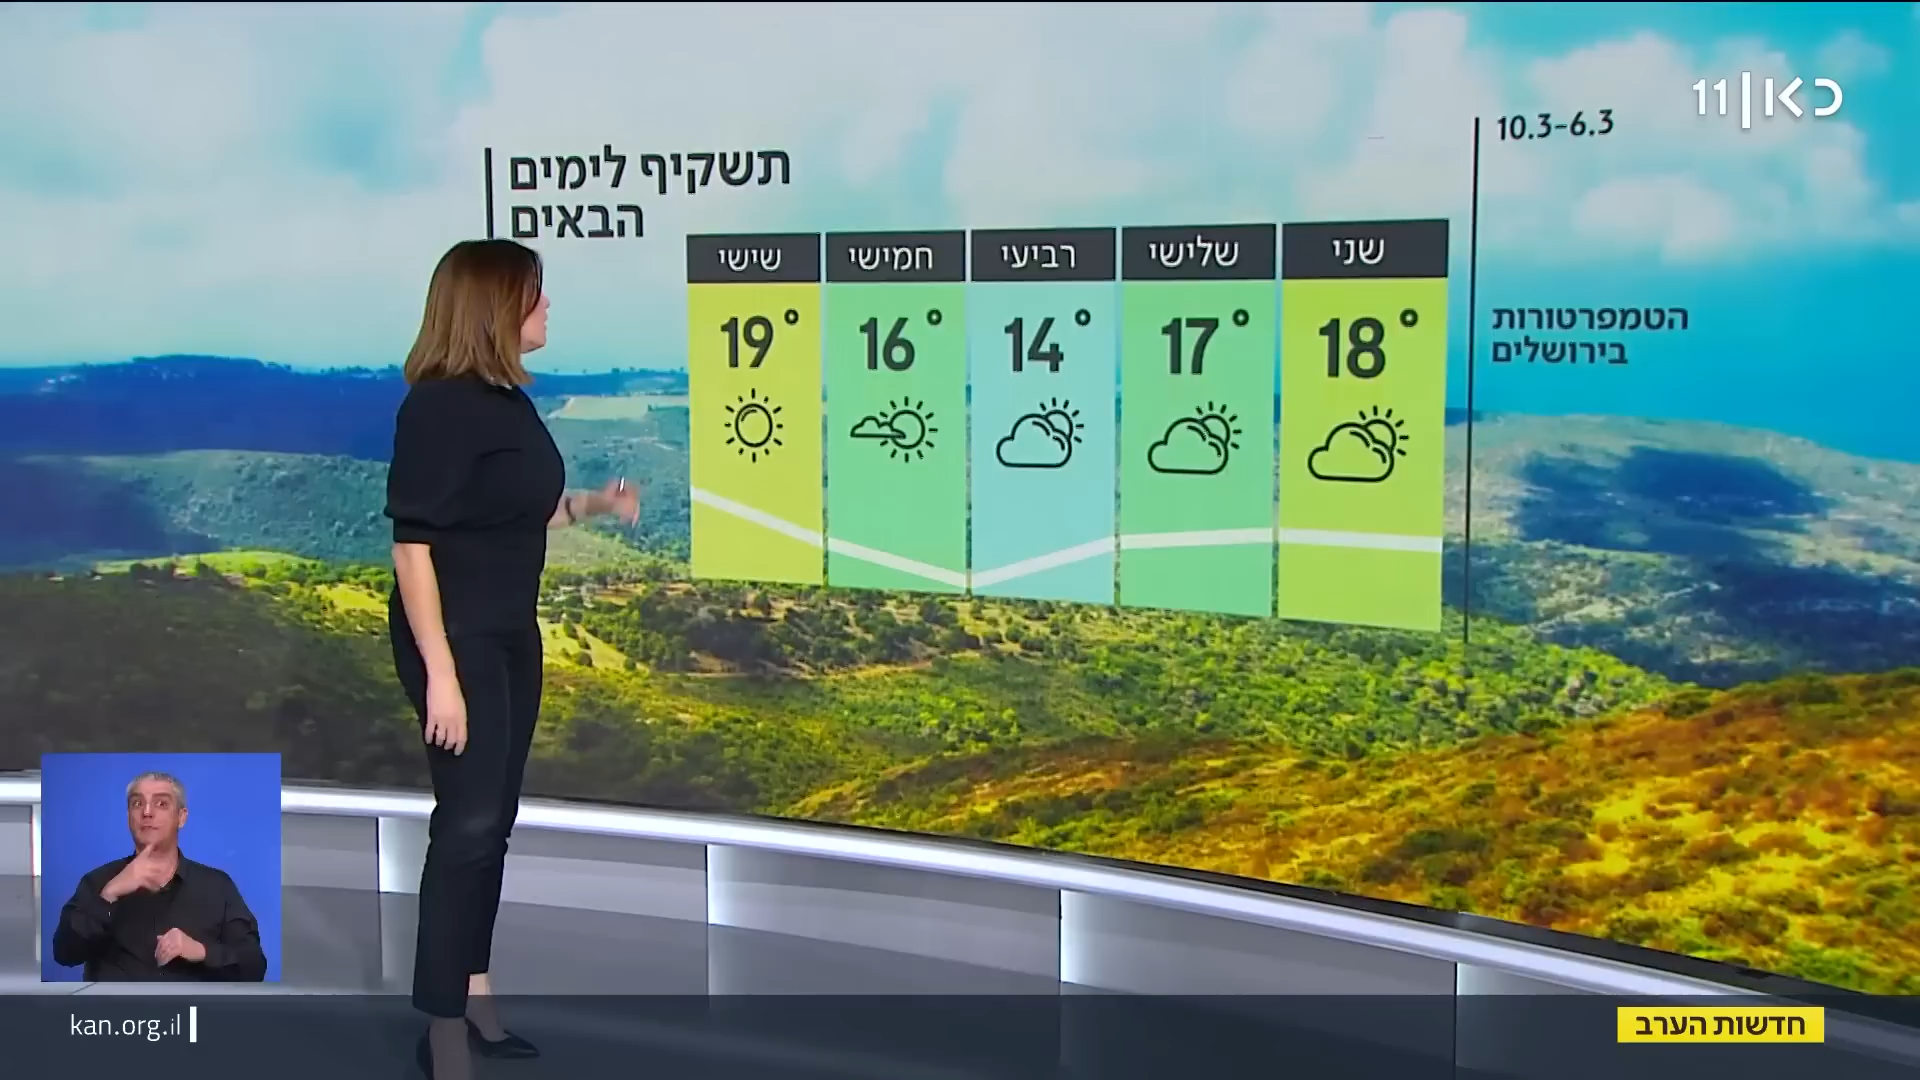 כאן 11
10.3-6.3
תשקיף לימים
הבאים
הטמפרטורות
בירושלים
שני
18°
שלישי
17°
רביעי
14°
חמישי
16°
שישי
19°
חדשות הערב
kan.org.il